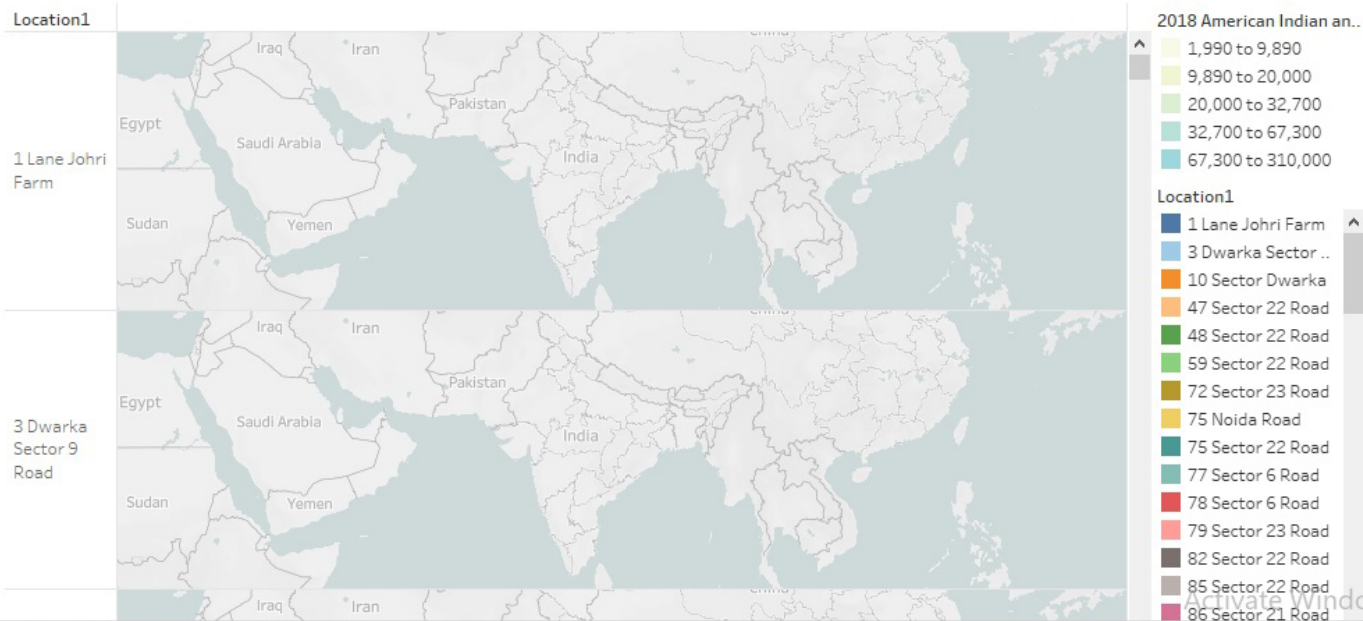 Location1
1 Lane Johri
Farm
Iraq
Iran
Pakistan
Egypt
Saudi Arabia
India
Sudan
Yemen
China
3 Dwarka
Sector 9
Road
Iraq
Iran
Pakistan
Egypt
Saudi Arabia
India
Sudan
Yemen
China
Iraq
Iran
2018 American Indian an..
1,990 to 9,890
9,890 to 20,000
20,000 to 32,700
32,700 to 67,300
67,300 to 310,000
Location1
1 Lane Johri Farm
3 Dwarka Sector ..
10 Sector Dwarka
47 Sector 22 Road
48 Sector 22 Road
59 Sector 22 Road
72 Sector 23 Road
75 Noida Road
75 Sector 22 Road
77 Sector 6 Road
78 Sector 6 Road
79 Sector 23 Road
82 Sector 22 Road
85 Sector 22 Road
86 Sector 21 Road
Activate Windo